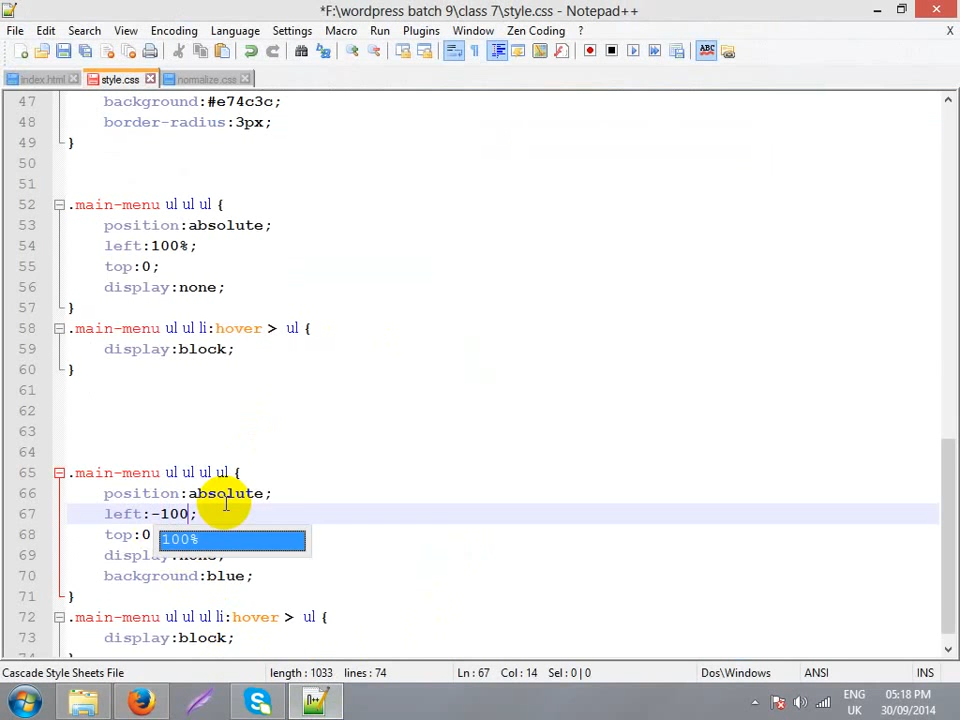 *F:\wordpress batch 9\class 7\style.css - Notepad++
File Edit Search View Encoding Language Settings Macro Run Plugins Window Zen Coding ? X
index.html style.css normalize.css
47 background:#e74c3c;
48 border-radius:3px;
49 }
50
51
52 .main-menu ul ul ul {
53 position:absolute;
54 left:100%;
55 top:0;
56 display:none;
57 }
58 .main-menu ul ul li:hover > ul {
59 display:block;
60 }
61
62
63
64
65 .main-menu ul ul ul ul {
66 position:absolute;
67 left:-100;
68 top:0
100%
69 display:none;
70 background:blue;
71 }
72 .main-menu ul ul ul li:hover > ul {
73 display:block;
74 }
Cascade Style Sheets File length : 1033 lines : 74 Ln : 67 Col : 14 Sel : 0 | 0 Dos\Windows ANSI INS
ENG 05:18 PM
UK 30/09/2014